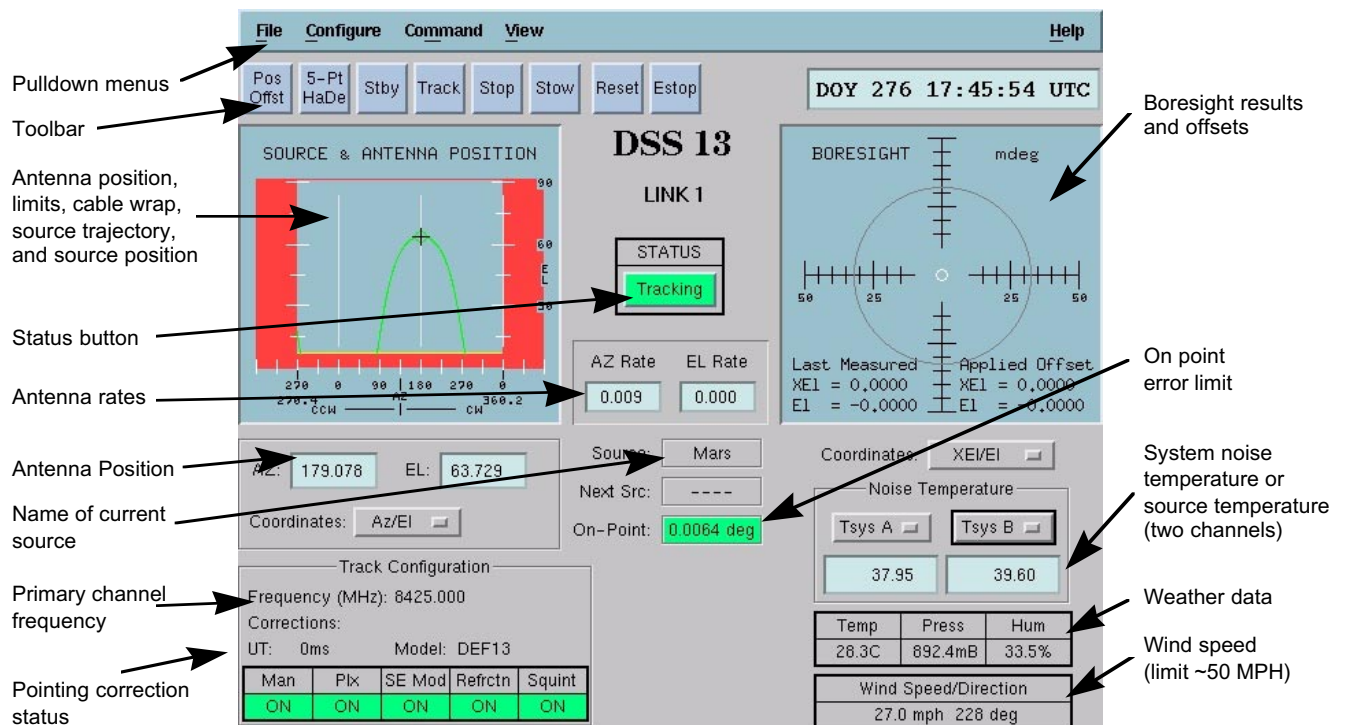 File Configure Command View Help
Pulldown menus
Toolbar
Pos Offst
5-Pt HaDe
Stby
Track
Stop
Stow
Reset
Estop
DOY 276 17:45:54 UTC
Boresight results
and offsets
SOURCE & ANTENNA POSITION
90
60
EL
30
270 0 90 180 270 0
AZ
270.4 CCW CW 360.2
Antenna position,
limits, cable wrap,
source trajectory,
and source position
DSS 13
LINK 1
STATUS
Tracking
Status button
BORESIGHT mdeg
50 25 25 50
Last Measured Applied Offset
XEl = 0.0000 XEl = 0.0000
El = -0.0000 El = -0.0000
AZ Rate EL Rate
0.009 0.000
Antenna rates
On point
error limit
Antenna Position
AZ: 179.078 EL: 63.729
Coordinates: Az/El
Source: Mars
Next Src: ----
On-Point: 0.0064 deg
Name of current
source
Coordinates: XEl/El
Noise Temperature
Tsys A Tsys B
37.95 39.60
System noise
temperature or
source temperature
(two channels)
Track Configuration
Frequency (MHz): 8425.000
Corrections:
UT: 0ms Model: DEF13
Man Plx SE Mod Refrctn Squint
ON ON ON ON ON
Primary channel
frequency
Pointing correction
status
Temp Press Hum
28.3C 892.4mB 33.5%
Weather data
Wind Speed/Direction
27.0 mph 228 deg
Wind speed
(limit ~50 MPH)